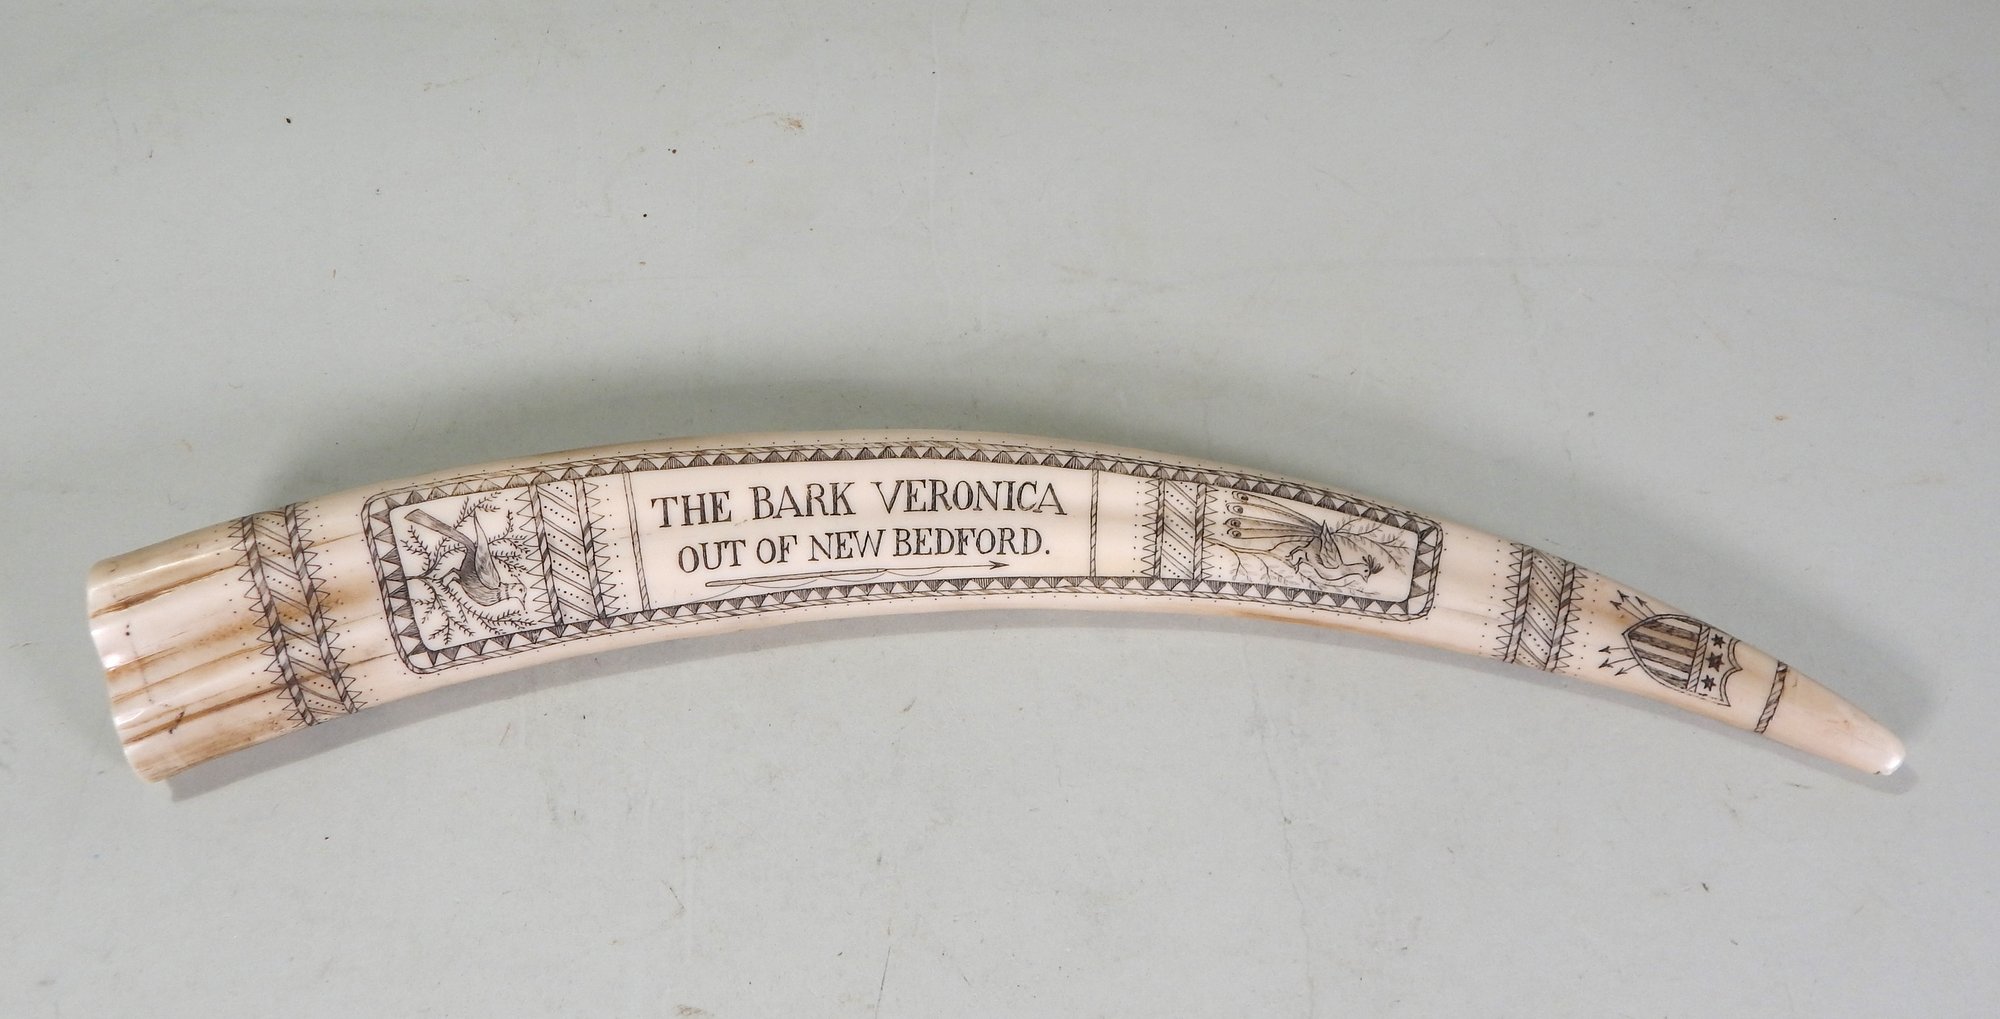 THE BARK VERONICA
OUT OF NEW BEDFORD.